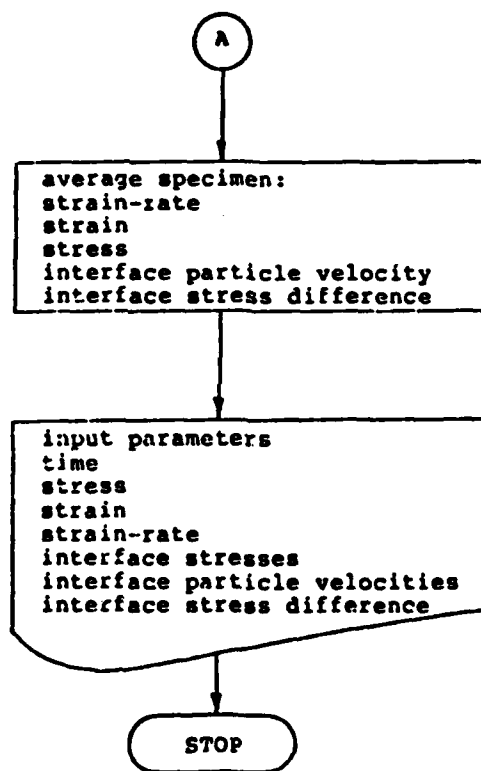 A
average specimen:
strain-rate
strain
stress
interface particle velocity
interface stress difference
input parameters
time
stress
strain
strain-rate
interface stresses
interface particle velocities
interface stress difference
STOP